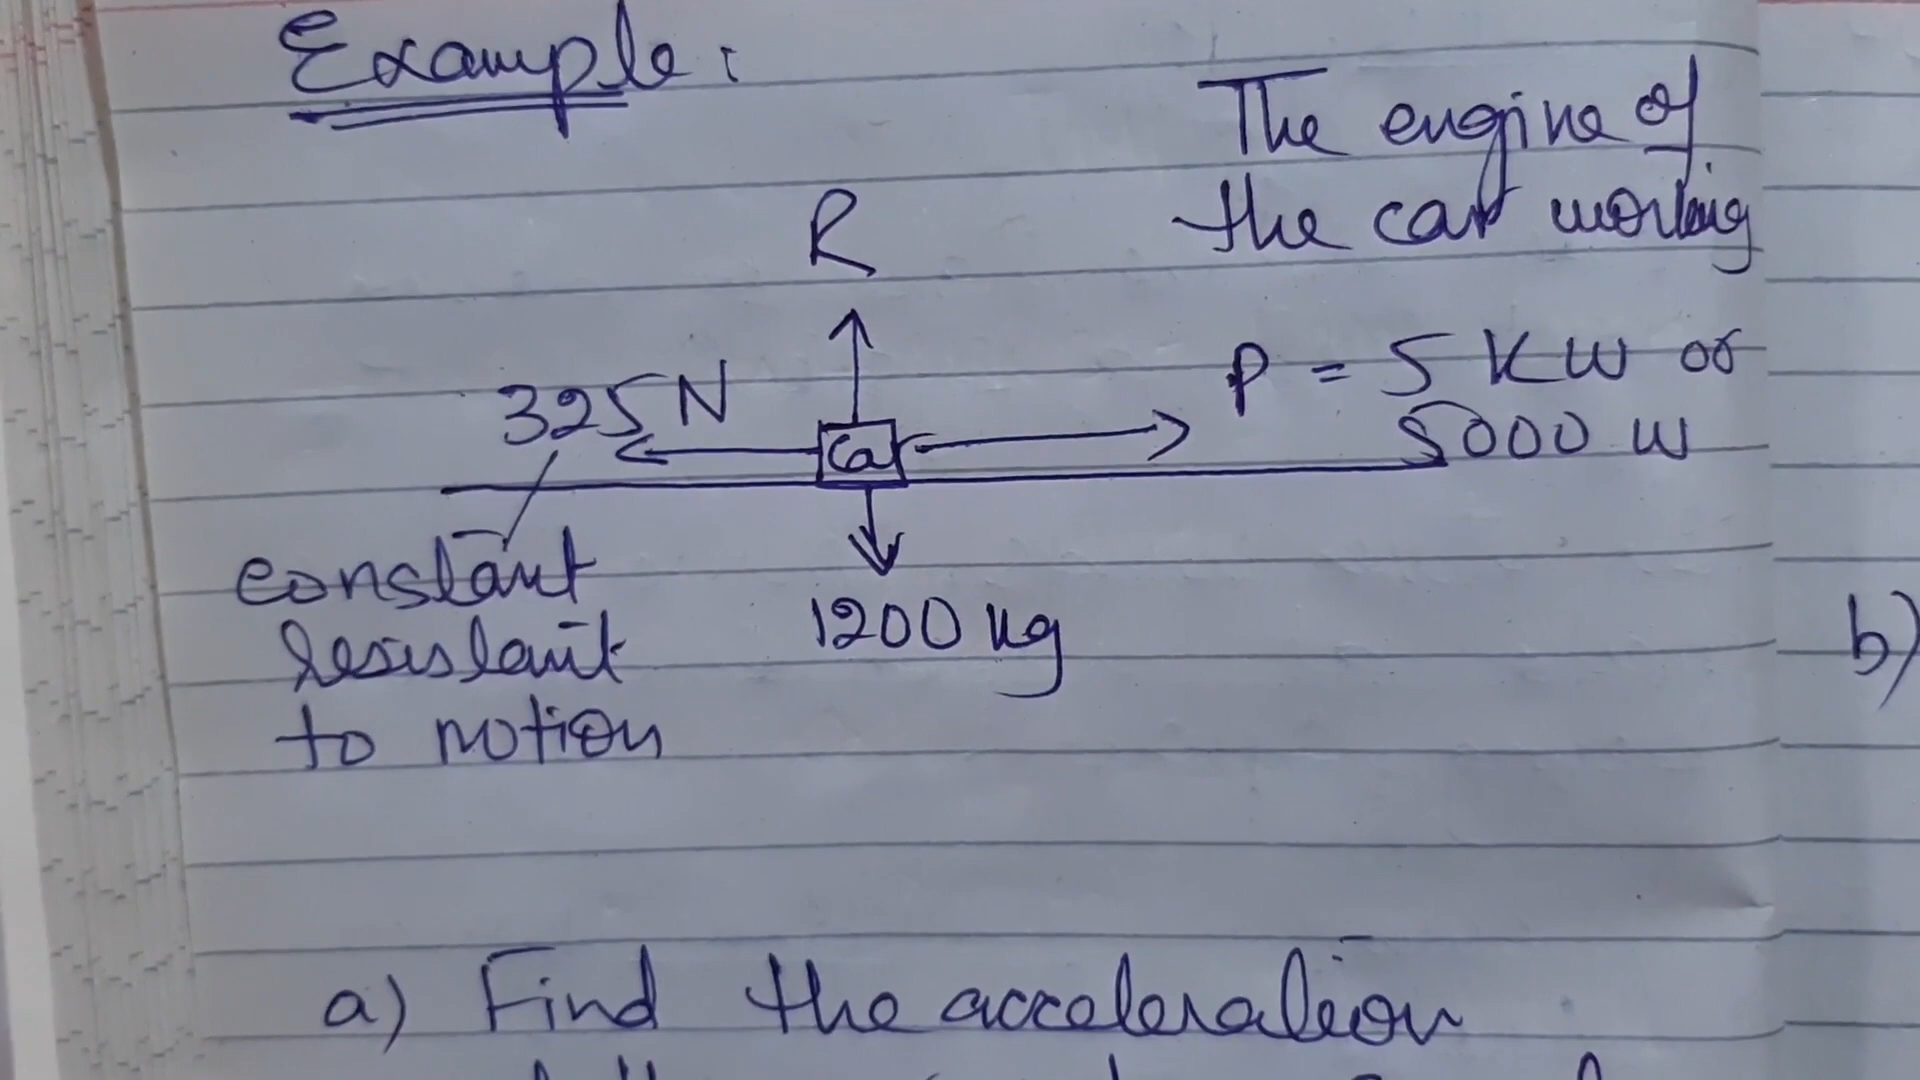 Example:
The engine of
the car working
R
325 N
P = 5 KW or
5000 W
Car
constant
resistant
to motion
1200 kg
b)
a) Find the acceleration